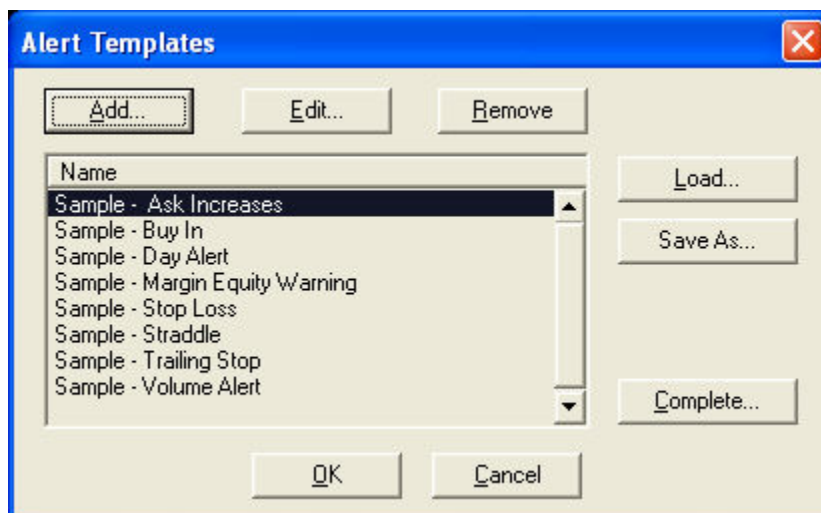 Alert Templates
Add... Edit... Remove
Name
Sample -  Ask Increases
Sample - Buy In
Sample - Day Alert
Sample - Margin Equity Warning
Sample - Stop Loss
Sample - Straddle
Sample - Trailing Stop
Sample - Volume Alert
Load...
Save As...
Complete...
OK Cancel